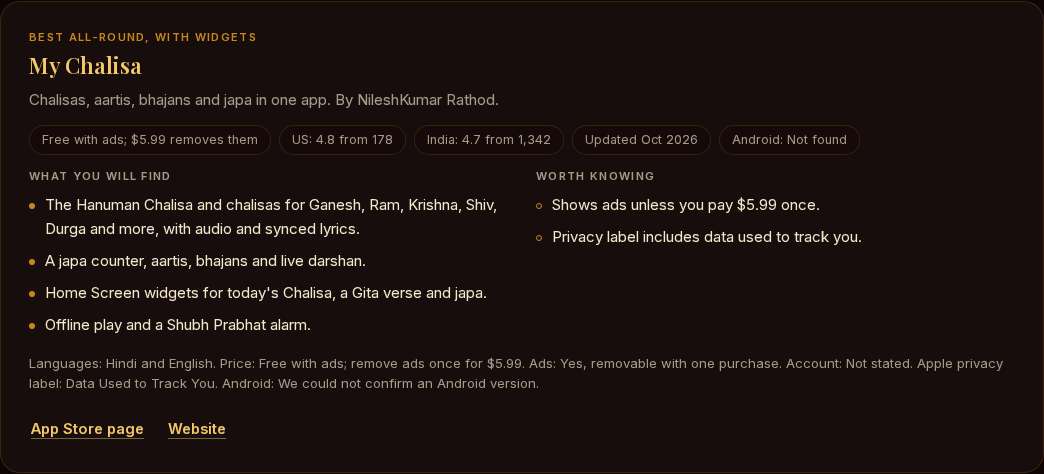 BEST ALL-ROUND, WITH WIDGETS
My Chalisa
Chalisas, aartis, bhajans and japa in one app. By NileshKumar Rathod.
Free with ads; $5.99 removes them
US: 4.8 from 178
India: 4.7 from 1,342
Updated Oct 2026
Android: Not found
WHAT YOU WILL FIND
The Hanuman Chalisa and chalisas for Ganesh, Ram, Krishna, Shiv,
Durga and more, with audio and synced lyrics.
A japa counter, aartis, bhajans and live darshan.
Home Screen widgets for today's Chalisa, a Gita verse and japa.
Offline play and a Shubh Prabhat alarm.
WORTH KNOWING
Shows ads unless you pay $5.99 once.
Privacy label includes data used to track you.
Languages: Hindi and English. Price: Free with ads; remove ads once for $5.99. Ads: Yes, removable with one purchase. Account: Not stated. Apple privacy
label: Data Used to Track You. Android: We could not confirm an Android version.
App Store page
Website